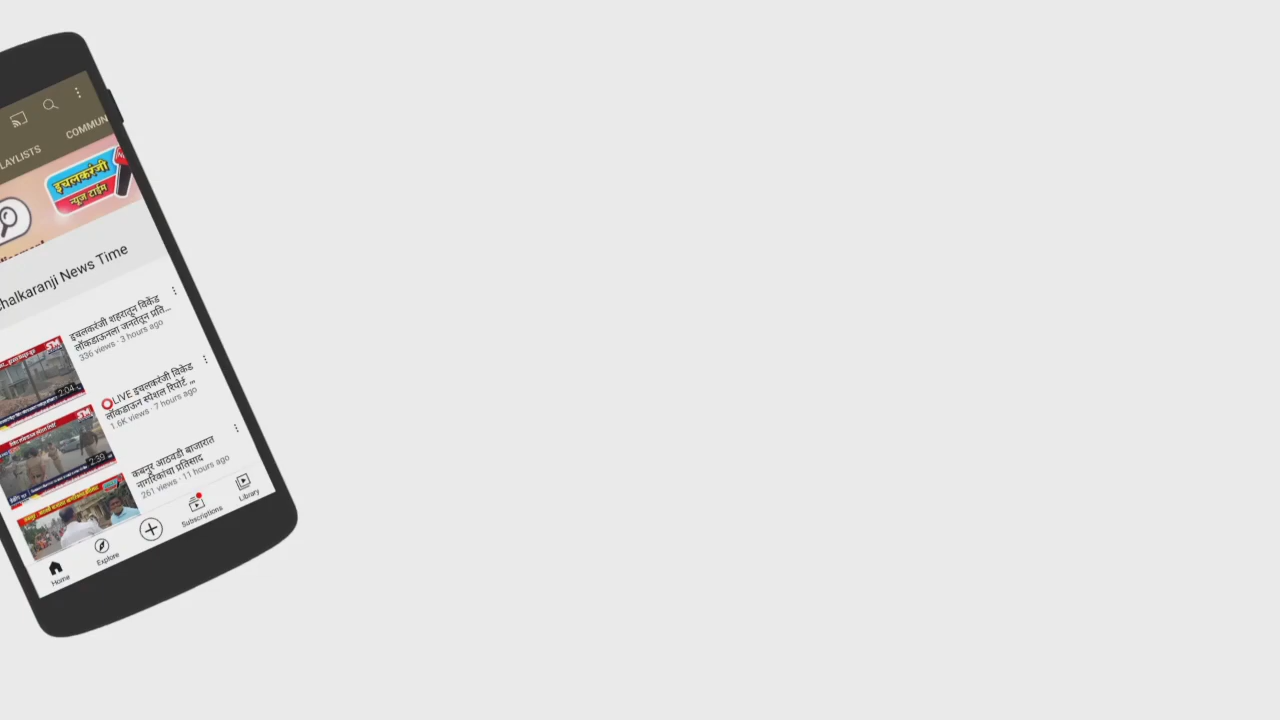 COMMUN
LAYLISTS
इचलकरंजी
न्यूज टाईम
halkaranji News Time
इचलकरंजी शहरातून विकेंड
लॉकडाऊनला जनतेतून प्रति...
336 views · 3 hours ago
2:04
⭕LIVE इचलकरंजी विकेंड
लॉकडाऊन स्पेशल रिपोर्ट ,,,
1.6K views · 7 hours ago
2:39
कबनूर आठवडी बाजारात
नागरिकांचा प्रतिसाद
261 views · 11 hours ago
Home
Explore
Subscriptions
Library